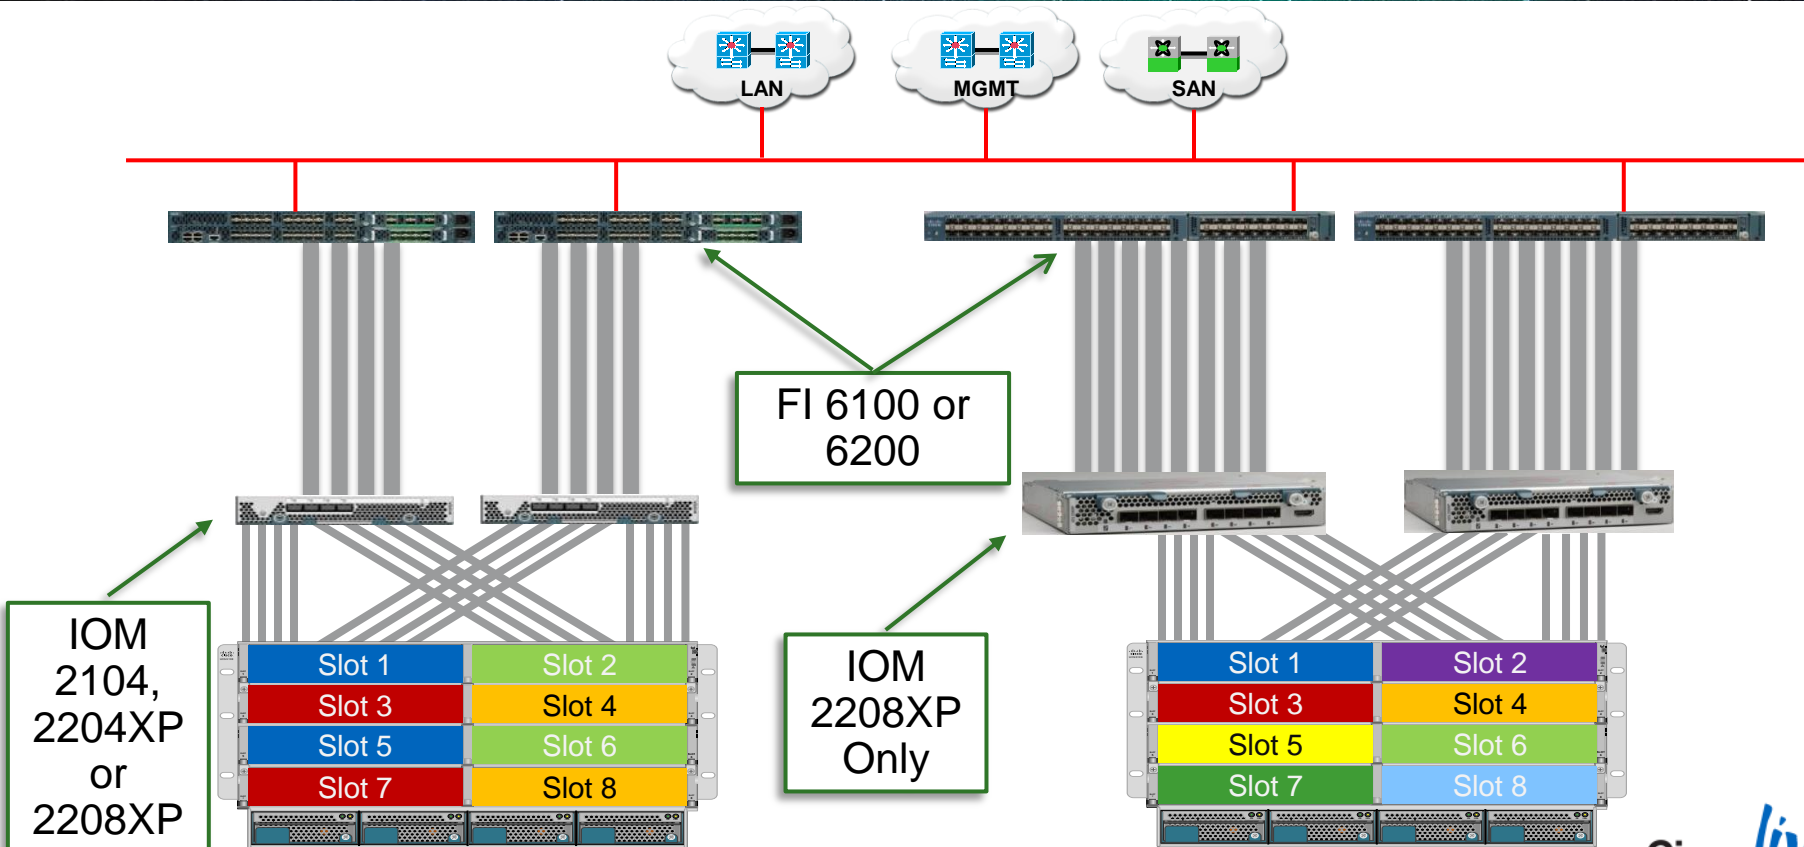 LAN
MGMT
SAN
FI 6100 or
6200
IOM
2104,
2204XP
or
2208XP
IOM
2208XP
Only
Slot 1
Slot 2
Slot 3
Slot 4
Slot 5
Slot 6
Slot 7
Slot 8
Slot 1
Slot 2
Slot 3
Slot 4
Slot 5
Slot 6
Slot 7
Slot 8